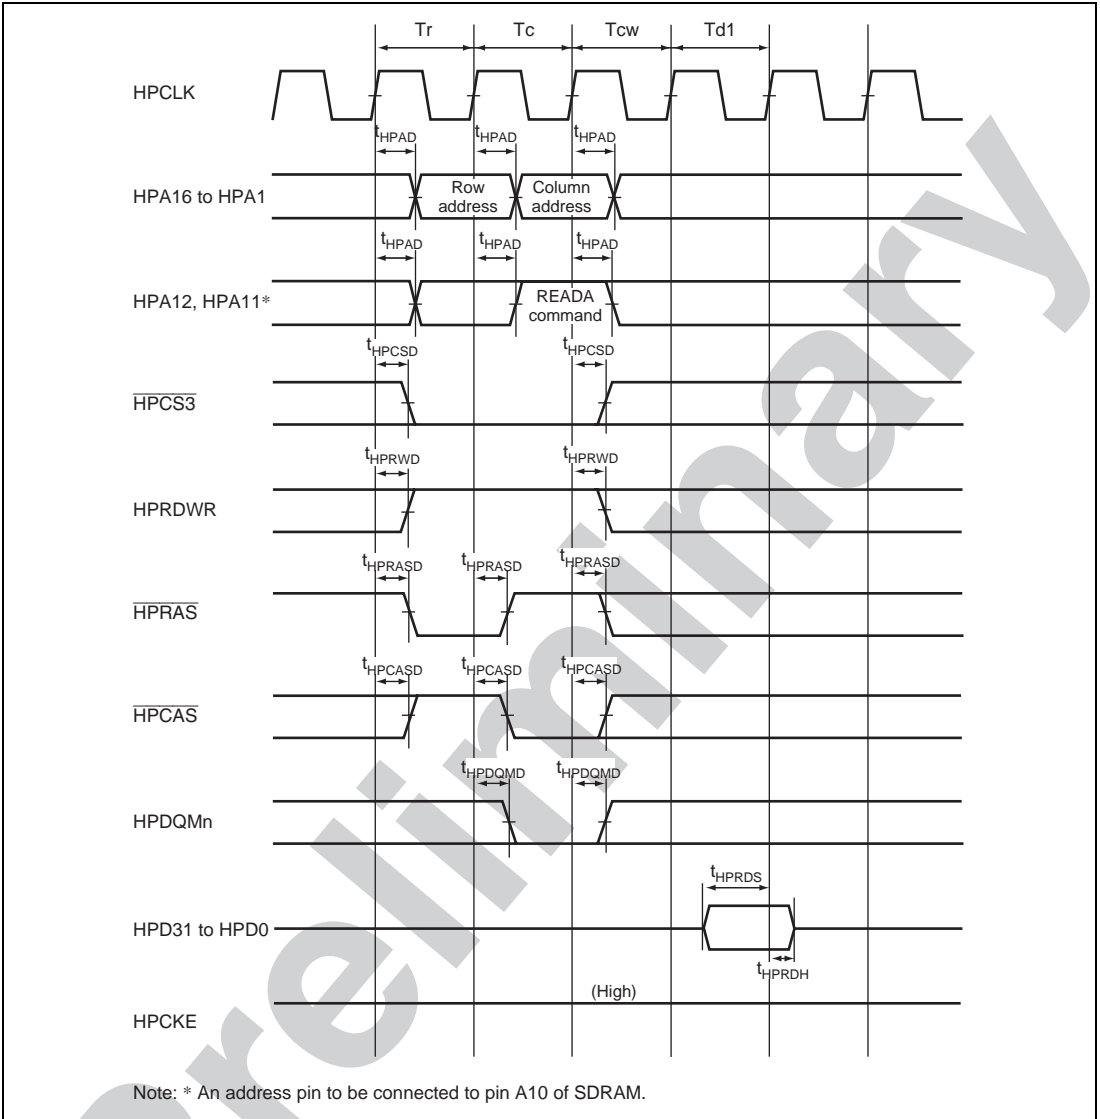 Tr Tc Tcw Td1
HPCLK
tHPAD tHPAD tHPAD
HPA16 to HPA1
Row address
Column address
tHPAD tHPAD tHPAD
HPA12, HPA11*
READA command
tHPCSD tHPCSD
HPCS3
tHPRWD tHPRWD
HPRDWR
tHPRASD tHPRASD tHPRASD
HPRAS
tHPCASD tHPCASD tHPCASD
HPCAS
tHPDQMD tHPDQMD
HPDQMn
tHPRDS
HPD31 to HPD0
tHPRDH
(High)
HPCKE
Note: * An address pin to be connected to pin A10 of SDRAM.
Preliminary